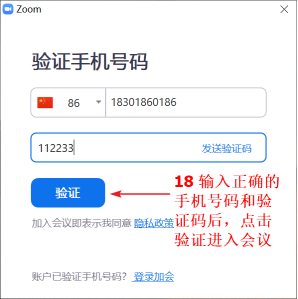 Zoom
验证手机号码
86 18301860186
112233 发送验证码
验证
18 输入正确的
手机号码和验
证码后，点击
验证进入会议
加入会议即表示我同意 隐私政策
账户已验证手机号码？ 登录加会